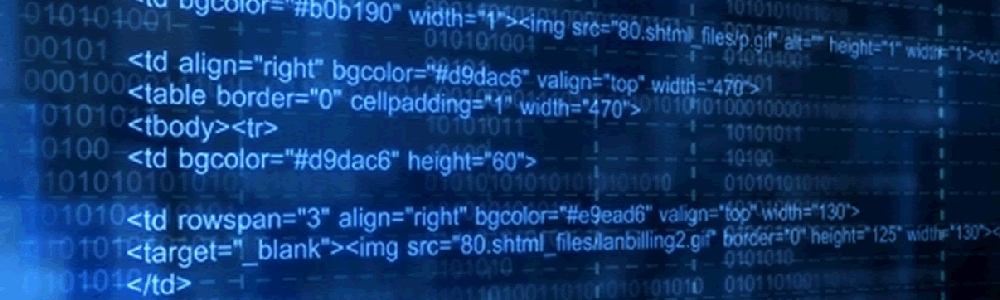 <td bgcolor="#b0b190" width="1"><img src="80.shtml_files/p.gif" alt="" height="1" width="1"></td>
<td align="right" bgcolor="#d9dac6" valign="top" width="470">
<table border="0" cellpadding="1" width="470">
<tbody><tr>
<td bgcolor="#d9dac6" height="60">
<td rowspan="3" align="right" bgcolor="#e9ead6" valign="top" width="130">
<target="_blank"><img src="80.shtml_files/lanbilling2.gif" border="0" height="125" width="130"><
</td>